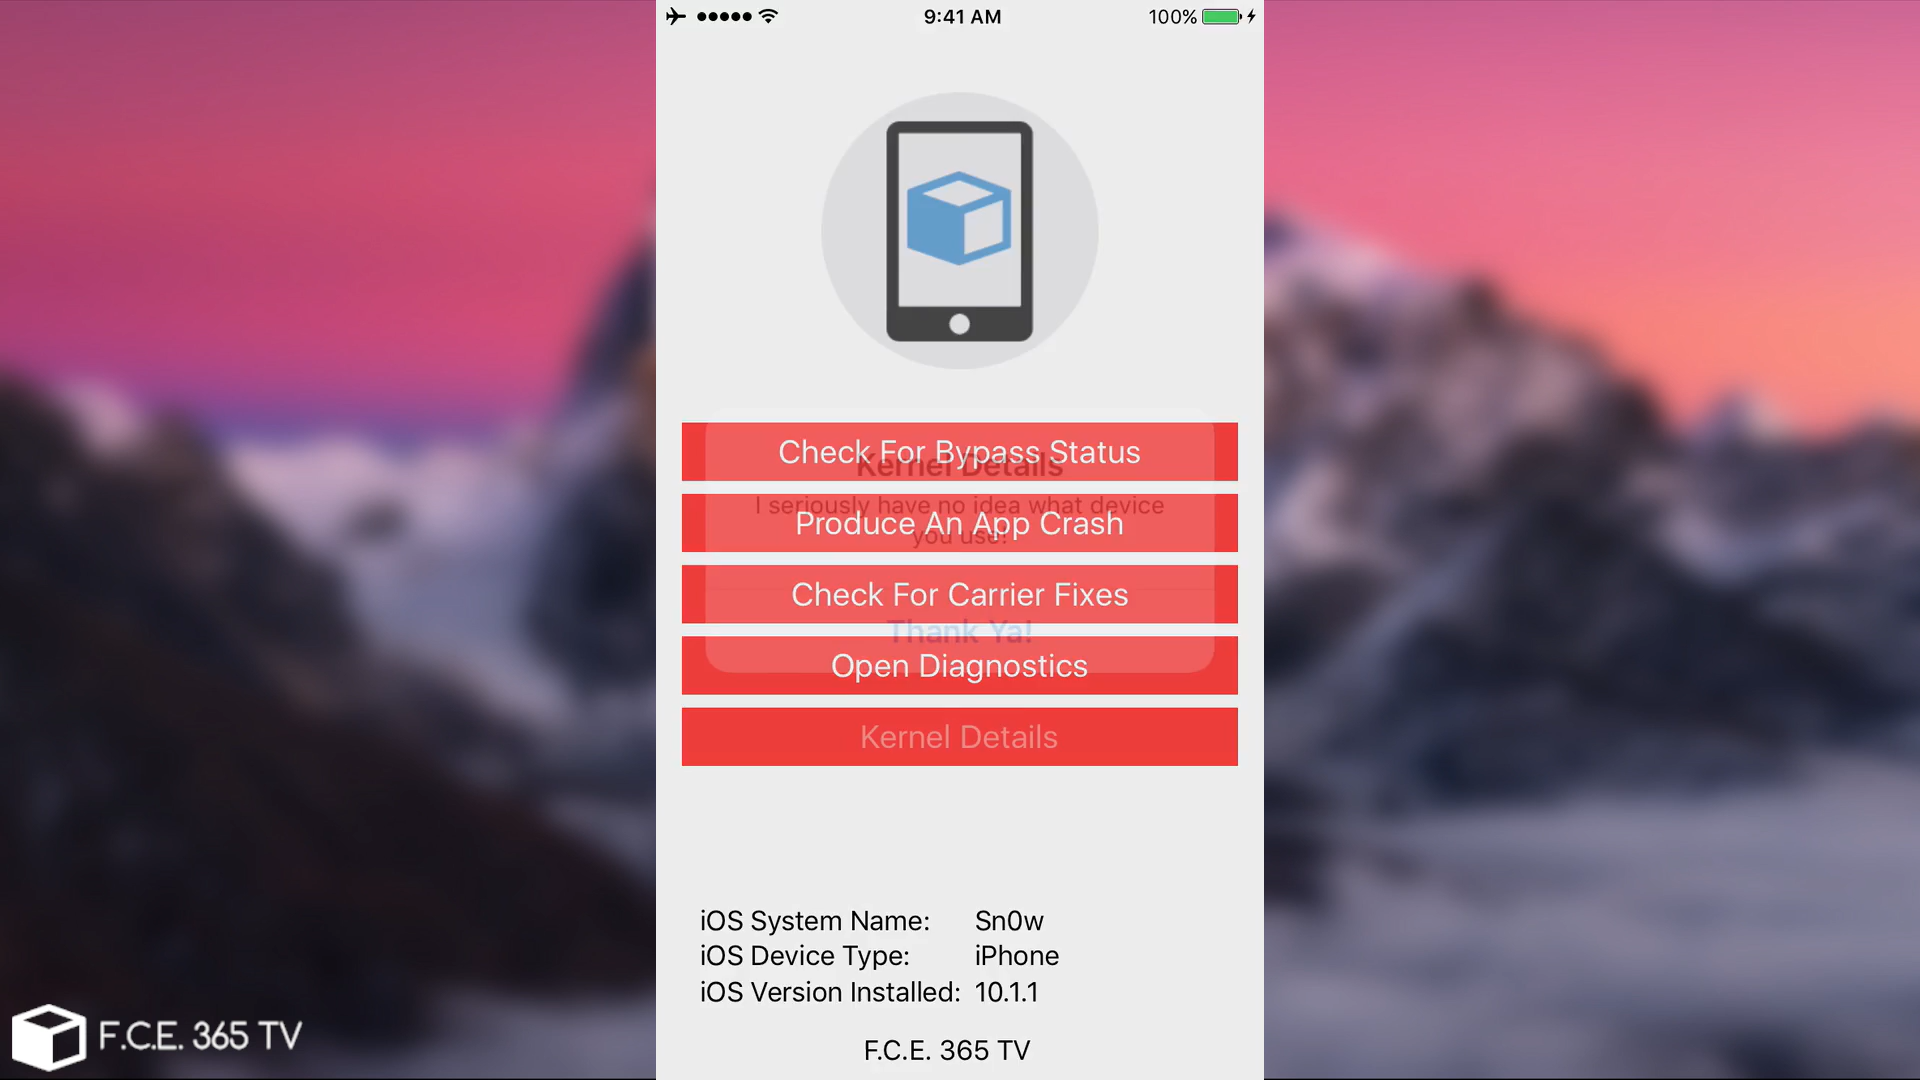 9:41 AM
100%
Check For Bypass Status
Kernel Details
I seriously have no idea what device
Produce An App Crash
you use!
Check For Carrier Fixes
Thank Ya!
Open Diagnostics
Kernel Details
iOS System Name: Sn0w
iOS Device Type: iPhone
iOS Version Installed: 10.1.1
F.C.E. 365 TV
F.C.E. 365 TV